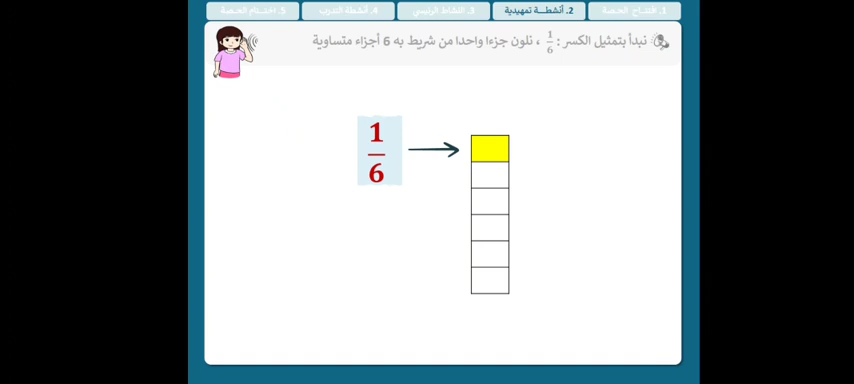 1. افتتاح الحصة
2. أنشطــة تمهيدية
3. النشاط الرئيسي
4. أنشطة التدرب
5. اختتام الحصة
نبدأ بتمثيل الكسر : 1/6 ، نلون جزءا واحدا من شريط به 6 أجزاء متساوية
1/6